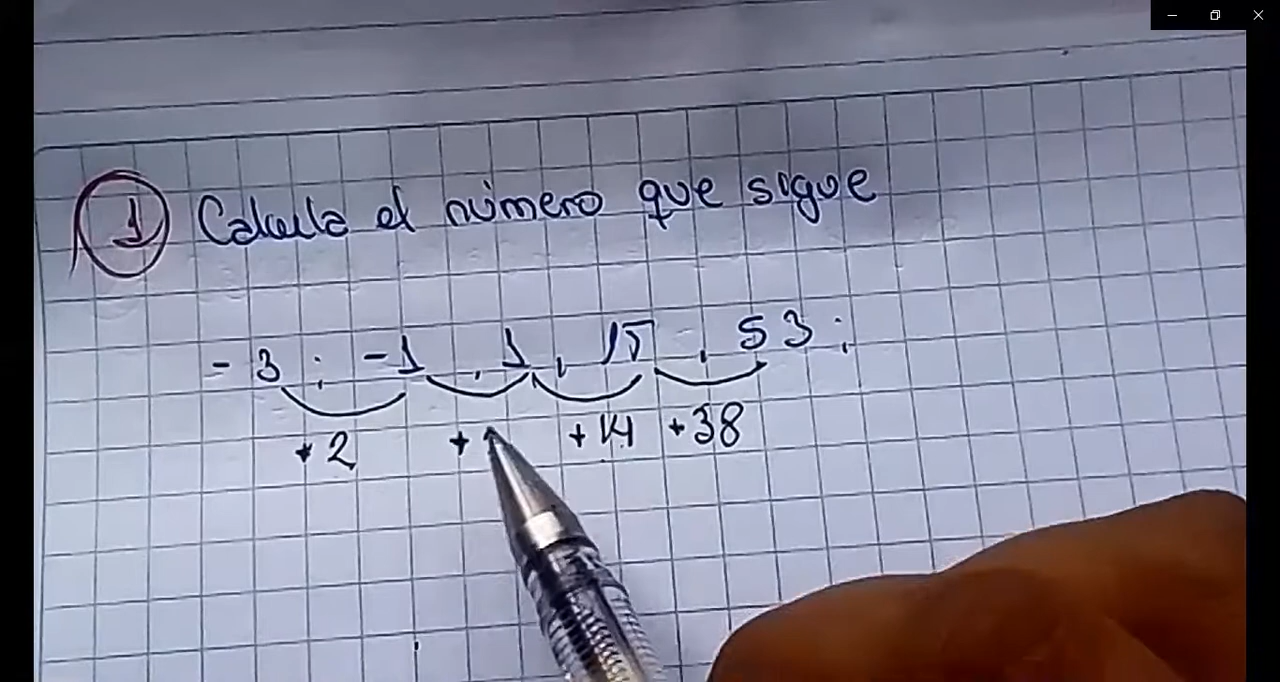 1 Calcula el número que sigue
-3; -1, 1, 15, 53;
+2 + +14 +38